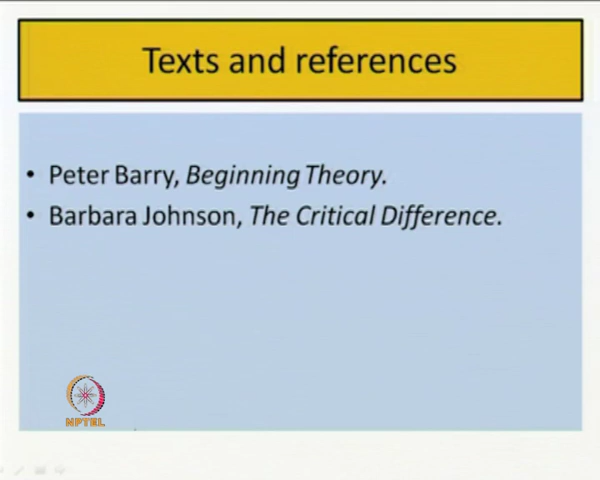 Texts and references
• Peter Barry, Beginning Theory.
• Barbara Johnson, The Critical Difference.
NPTEL